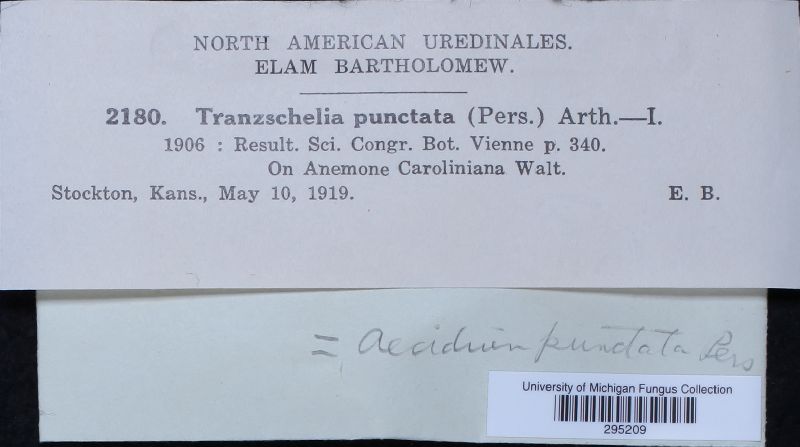 NORTH AMERICAN UREDINALES.
ELAM BARTHOLOMEW.
2180. Tranzschelia punctata (Pers.) Arth.—I.
1906 : Result. Sci. Congr. Bot. Vienne p. 340.
On Anemone Caroliniana Walt.
Stockton, Kans., May 10, 1919. E. B.
= Aecidium punctata Pers
University of Michigan Fungus Collection
295209